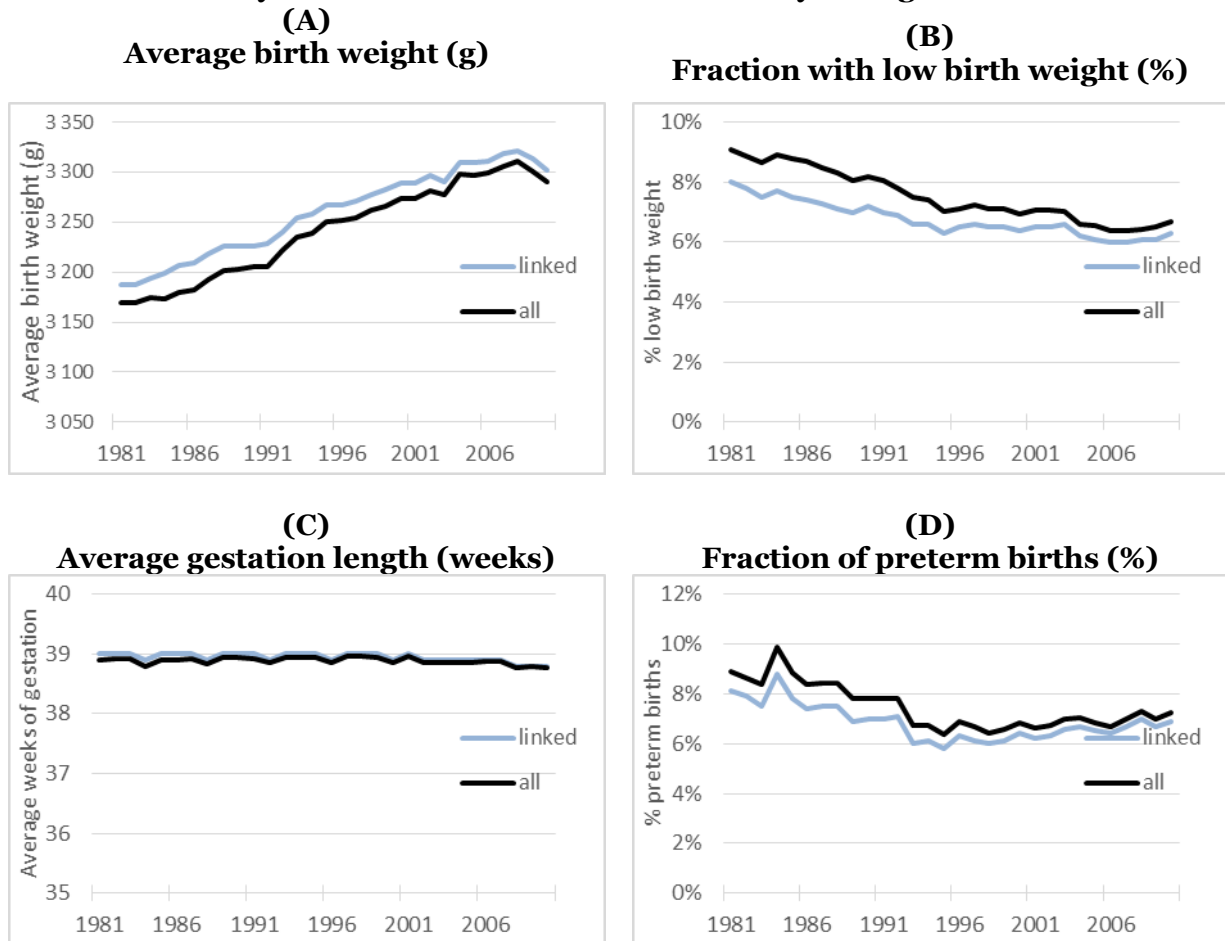 (A)
Average birth weight (g)
(B)
Fraction with low birth weight (%)
Average birth weight (g)
3 350
3 300
3 250
3 200
3 150
3 100
3 050
linked
all
1981 1986 1991 1996 2001 2006
% low birth weight
10%
8%
6%
4%
2%
0%
linked
all
1981 1986 1991 1996 2001 2006
(C)
Average gestation length (weeks)
(D)
Fraction of preterm births (%)
Average weeks of gestation
40
39
38
37
36
35
linked
all
1981 1986 1991 1996 2001 2006
% preterm births
12%
10%
8%
6%
4%
2%
0%
linked
all
1981 1986 1991 1996 2001 2006